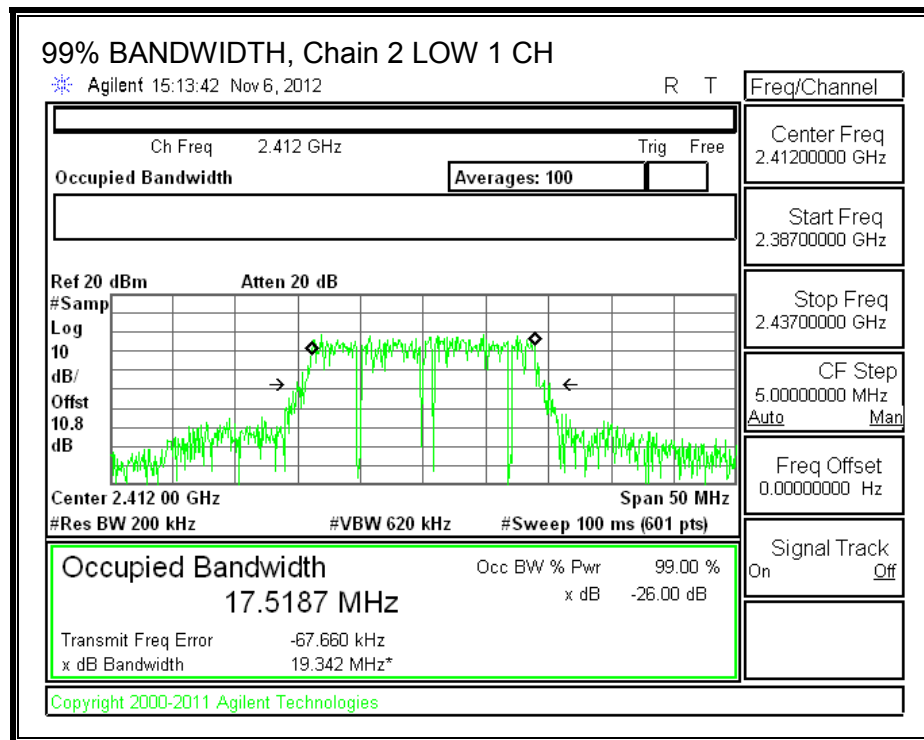 99% BANDWIDTH, Chain 2 LOW 1 CH
Agilent 15:13:42 Nov 6, 2012 R T
Ch Freq 2.412 GHz Trig Free
Occupied Bandwidth Averages: 100
Ref 20 dBm Atten 20 dB
#Samp
Log
10
dB/
Offst
10.8
dB
Center 2.412 00 GHz Span 50 MHz
#Res BW 200 kHz #VBW 620 kHz #Sweep 100 ms (601 pts)
Occupied Bandwidth Occ BW % Pwr 99.00 %
17.5187 MHz x dB -26.00 dB
Transmit Freq Error -67.660 kHz
x dB Bandwidth 19.342 MHz*
Copyright 2000-2011 Agilent Technologies
Freq/Channel
Center Freq
2.41200000 GHz
Start Freq
2.38700000 GHz
Stop Freq
2.43700000 GHz
CF Step
5.00000000 MHz
Auto Man
Freq Offset
0.00000000 Hz
Signal Track
On Off